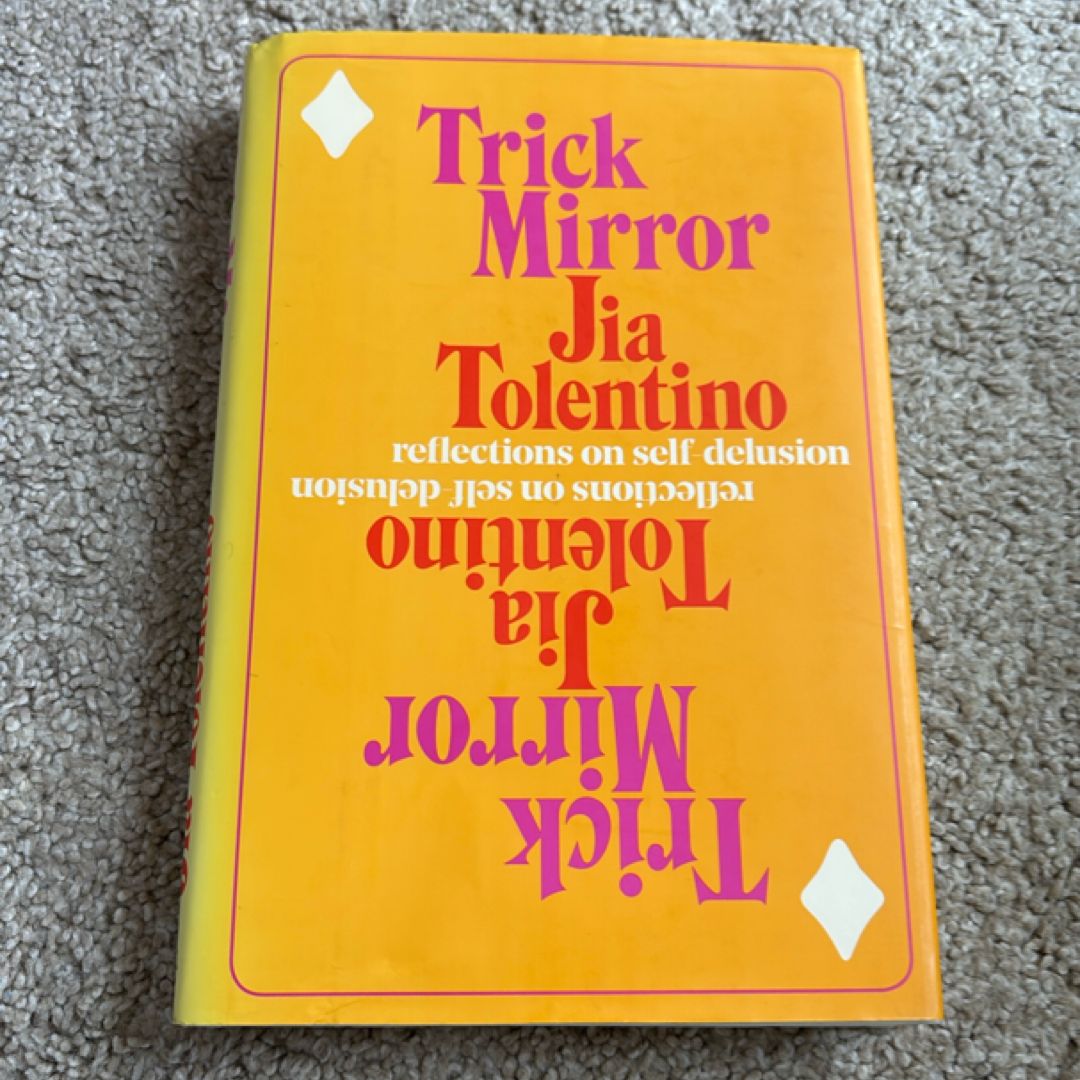 Trick
Mirror
Jia
Tolentino
reflections on self-delusion
reflections on self-delusion
Tolentino
Jia
Mirror
Trick